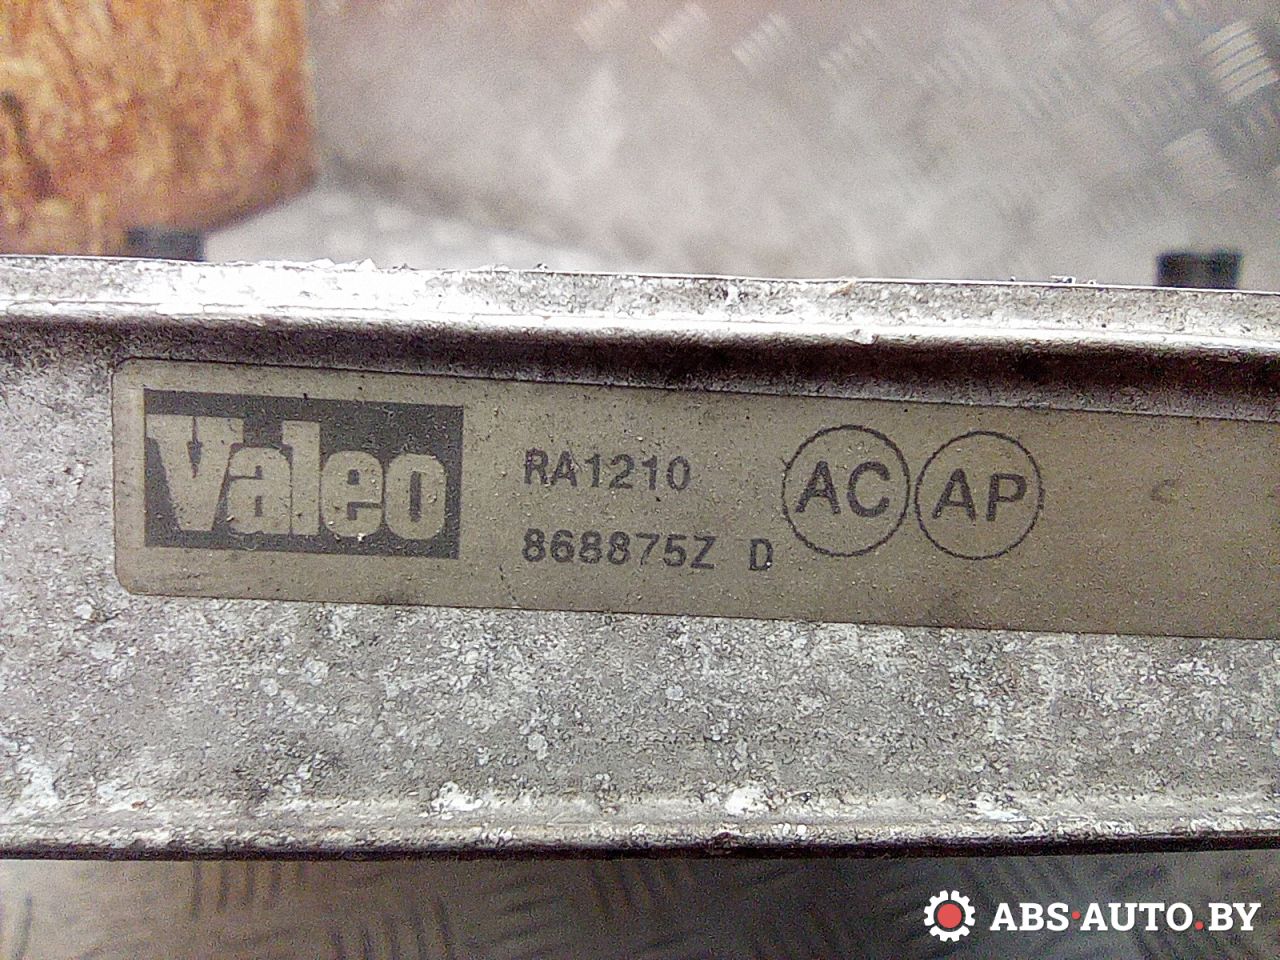 Valeo
RA1210
868875Z D
AC AP
C
ABS·AUTO.BY